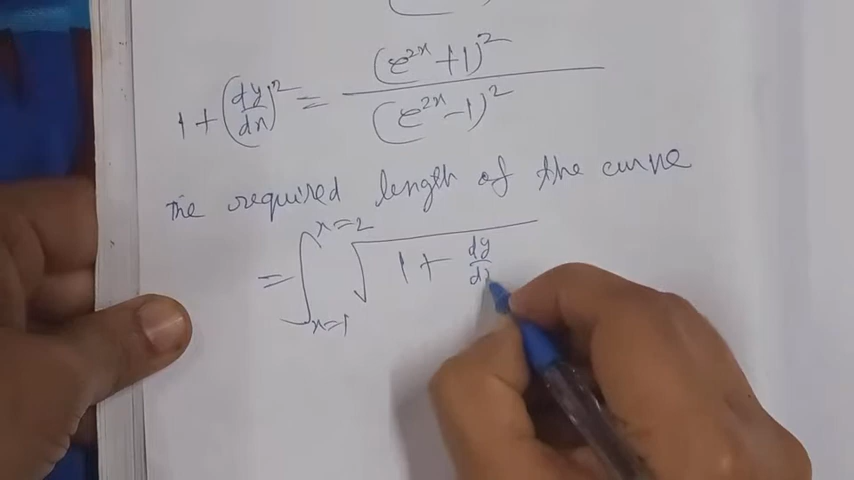 1 + (dy/dx)² = (e^2x + 1)² / (e^2x - 1)²
The required length of the curve
= ∫_{x=1}^{x=2} √(1 + dy/dx